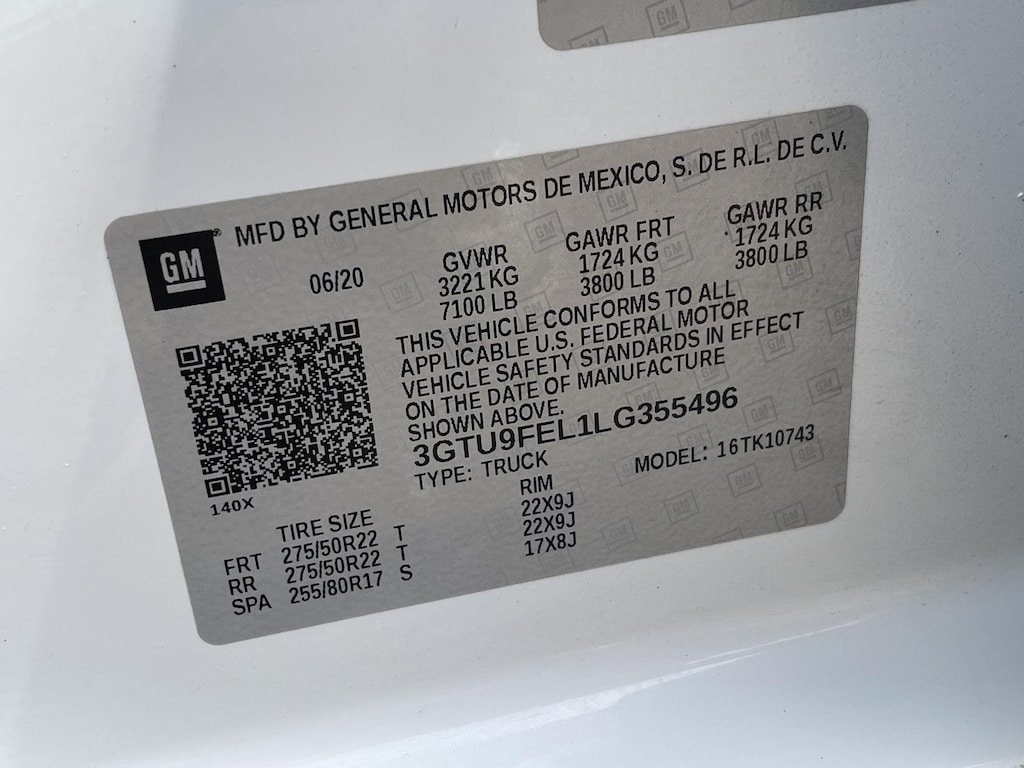 GM
MFD BY GENERAL MOTORS DE MEXICO, S. DE R.L. DE C.V.
GM®
06/20
GVWR
3221 KG
7100 LB
GAWR FRT
1724 KG
3800 LB
GAWR RR
1724 KG
3800 LB
THIS VEHICLE CONFORMS TO ALL
APPLICABLE U.S. FEDERAL MOTOR
VEHICLE SAFETY STANDARDS IN EFFECT
ON THE DATE OF MANUFACTURE
SHOWN ABOVE.
3GTU9FEL1LG355496
TYPE: TRUCK
MODEL: 16TK10743
140X
TIRE SIZE RIM
FRT 275/50R22 T 22X9J
RR 275/50R22 T 22X9J
SPA 255/80R17 S 17X8J